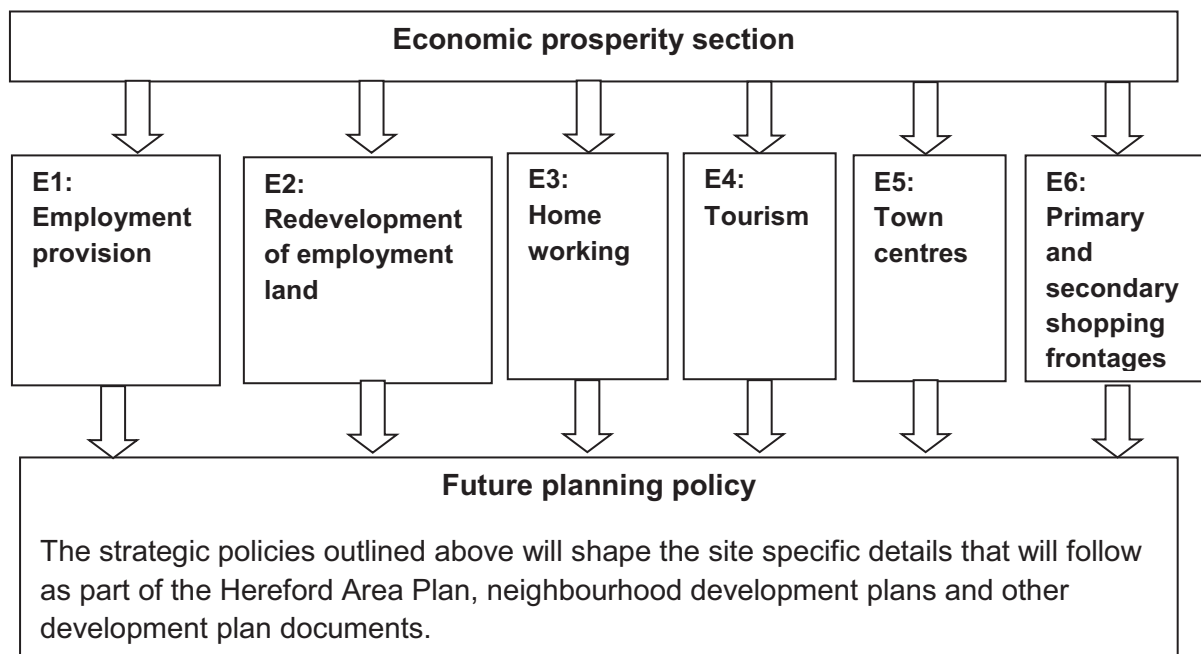 Economic prosperity section
E1:
Employment
provision
E2:
Redevelopment
of employment
land
E3:
Home
working
E4:
Tourism
E5:
Town
centres
E6:
Primary
and
secondary
shopping
frontages
Future planning policy
The strategic policies outlined above will shape the site specific details that will follow
as part of the Hereford Area Plan, neighbourhood development plans and other
development plan documents.